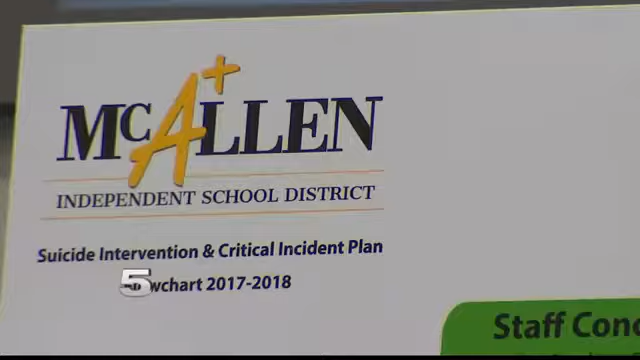 McALLEN
INDEPENDENT SCHOOL DISTRICT
Suicide Intervention & Critical Incident Plan
5 wchart 2017-2018
Staff Conc